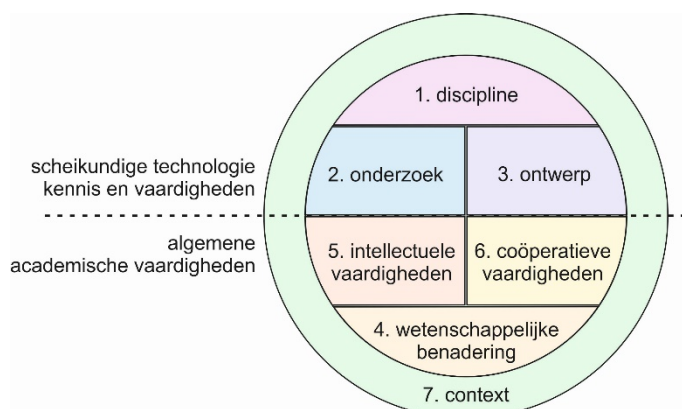 1. discipline
scheikundige technologie
kennis en vaardigheden
2. onderzoek
3. ontwerp
algemene
academische vaardigheden
5. intellectuele
vaardigheden
6. coöperatieve
vaardigheden
4. wetenschappelijke
benadering
7. context